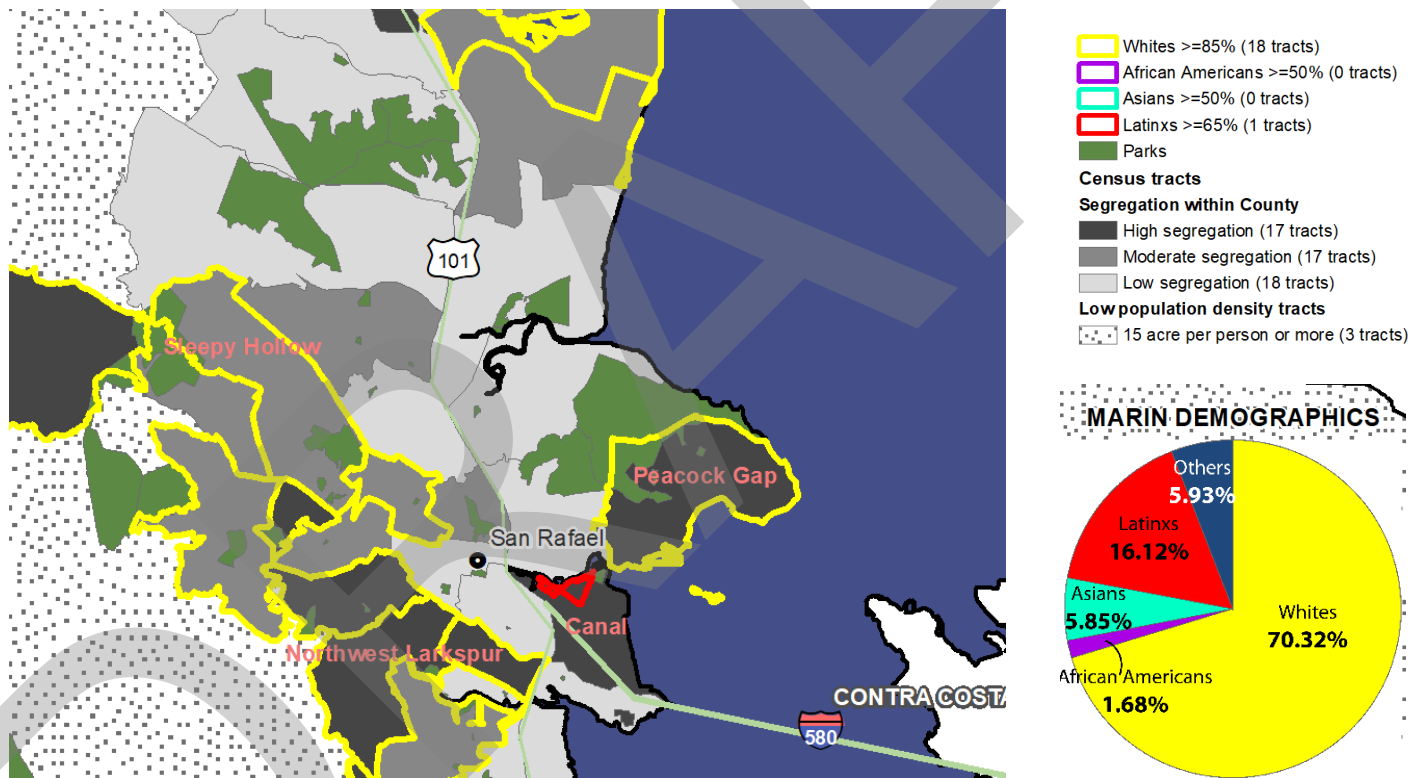 101
Sleepy Hollow
Peacock Gap
San Rafael
Canal
Northwest Larkspur
CONTRA COSTA
580
Whites >=85% (18 tracts)
African Americans >=50% (0 tracts)
Asians >=50% (0 tracts)
Latinxs >=65% (1 tracts)
Parks
Census tracts
Segregation within County
High segregation (17 tracts)
Moderate segregation (17 tracts)
Low segregation (18 tracts)
Low population density tracts
15 acre per person or more (3 tracts)
MARIN DEMOGRAPHICS
Others
5.93%
Latinxs
16.12%
Asians
5.85%
Whites
70.32%
African Americans
1.68%